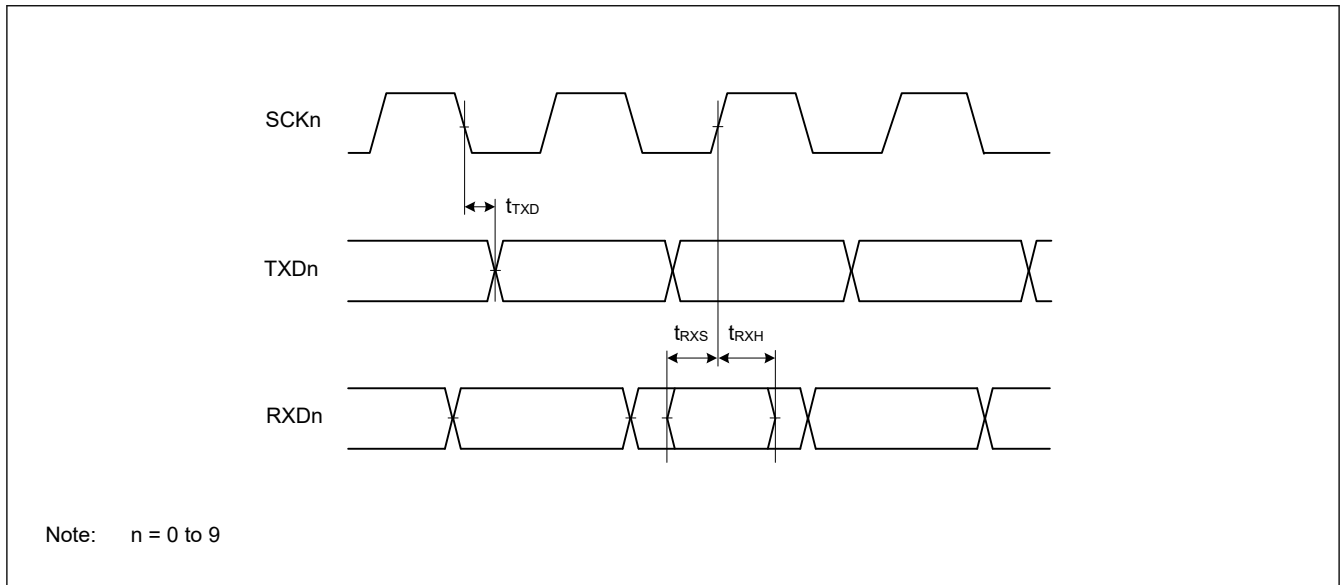 SCKn
tTXD
TXDn
tRXS tRXH
RXDn
Note: n = 0 to 9